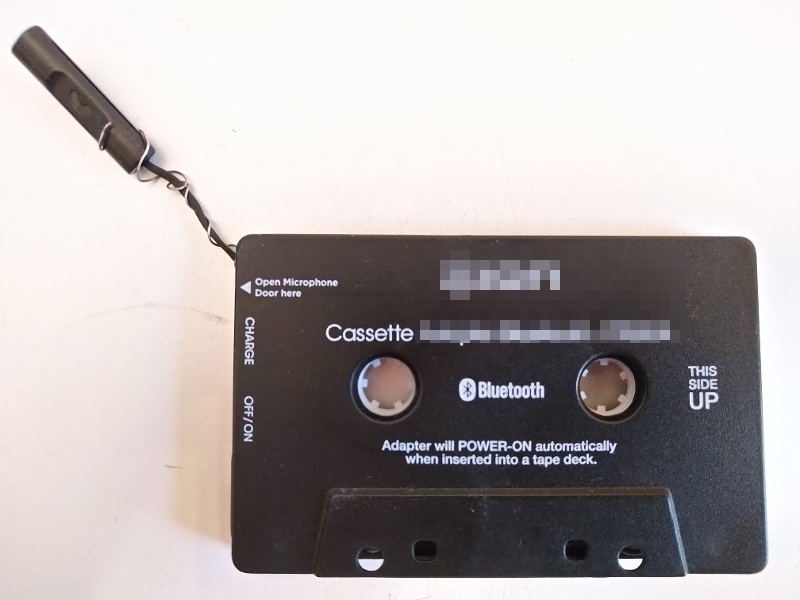 Open Microphone
Door here
CHARGE
OFF/ON
Cassette
Bluetooth
THIS
SIDE
UP
Adapter will POWER-ON automatically
when inserted into a tape deck.